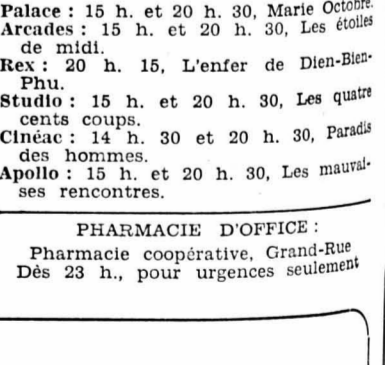 Palace : 15 h. et 20 h. 30, Marie Octobre.
Arcades : 15 h. et 20 h. 30, Les étoiles
de midi.
Rex : 20 h. 15, L'enfer de Dien-Bien-
Phu.
Studio : 15 h. et 20 h. 30, Les quatre
cents coups.
Cinéac : 14 h. 30 et 20 h. 30, Paradis
des hommes.
Apollo : 15 h. et 20 h. 30, Les mauvai-
ses rencontres.
PHARMACIE D'OFFICE :
Pharmacie coopérative, Grand-Rue
Dès 23 h., pour urgences seulement